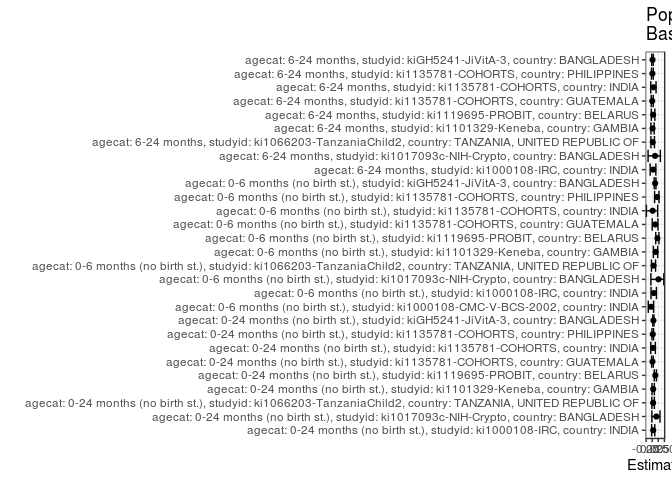 Pop
Bas
agecat: 6-24 months, studyid: kiGH5241-JiVitA-3, country: BANGLADESH
agecat: 6-24 months, studyid: ki1135781-COHORTS, country: PHILIPPINES
agecat: 6-24 months, studyid: ki1135781-COHORTS, country: INDIA
agecat: 6-24 months, studyid: ki1135781-COHORTS, country: GUATEMALA
agecat: 6-24 months, studyid: ki1119695-PROBIT, country: BELARUS
agecat: 6-24 months, studyid: ki1101329-Keneba, country: GAMBIA
agecat: 6-24 months, studyid: ki1066203-TanzaniaChild2, country: TANZANIA, UNITED REPUBLIC OF
agecat: 6-24 months, studyid: ki1017093c-NIH-Crypto, country: BANGLADESH
agecat: 6-24 months, studyid: ki1000108-IRC, country: INDIA
agecat: 0-6 months (no birth st.), studyid: kiGH5241-JiVitA-3, country: BANGLADESH
agecat: 0-6 months (no birth st.), studyid: ki1135781-COHORTS, country: PHILIPPINES
agecat: 0-6 months (no birth st.), studyid: ki1135781-COHORTS, country: INDIA
agecat: 0-6 months (no birth st.), studyid: ki1135781-COHORTS, country: GUATEMALA
agecat: 0-6 months (no birth st.), studyid: ki1119695-PROBIT, country: BELARUS
agecat: 0-6 months (no birth st.), studyid: ki1101329-Keneba, country: GAMBIA
agecat: 0-6 months (no birth st.), studyid: ki1066203-TanzaniaChild2, country: TANZANIA, UNITED REPUBLIC OF
agecat: 0-6 months (no birth st.), studyid: ki1017093c-NIH-Crypto, country: BANGLADESH
agecat: 0-6 months (no birth st.), studyid: ki1000108-IRC, country: INDIA
agecat: 0-6 months (no birth st.), studyid: ki1000108-CMC-V-BCS-2002, country: INDIA
agecat: 0-24 months (no birth st.), studyid: kiGH5241-JiVitA-3, country: BANGLADESH
agecat: 0-24 months (no birth st.), studyid: ki1135781-COHORTS, country: PHILIPPINES
agecat: 0-24 months (no birth st.), studyid: ki1135781-COHORTS, country: INDIA
agecat: 0-24 months (no birth st.), studyid: ki1135781-COHORTS, country: GUATEMALA
agecat: 0-24 months (no birth st.), studyid: ki1119695-PROBIT, country: BELARUS
agecat: 0-24 months (no birth st.), studyid: ki1101329-Keneba, country: GAMBIA
agecat: 0-24 months (no birth st.), studyid: ki1066203-TanzaniaChild2, country: TANZANIA, UNITED REPUBLIC OF
agecat: 0-24 months (no birth st.), studyid: ki1017093c-NIH-Crypto, country: BANGLADESH
agecat: 0-24 months (no birth st.), studyid: ki1000108-IRC, country: INDIA
Estimat